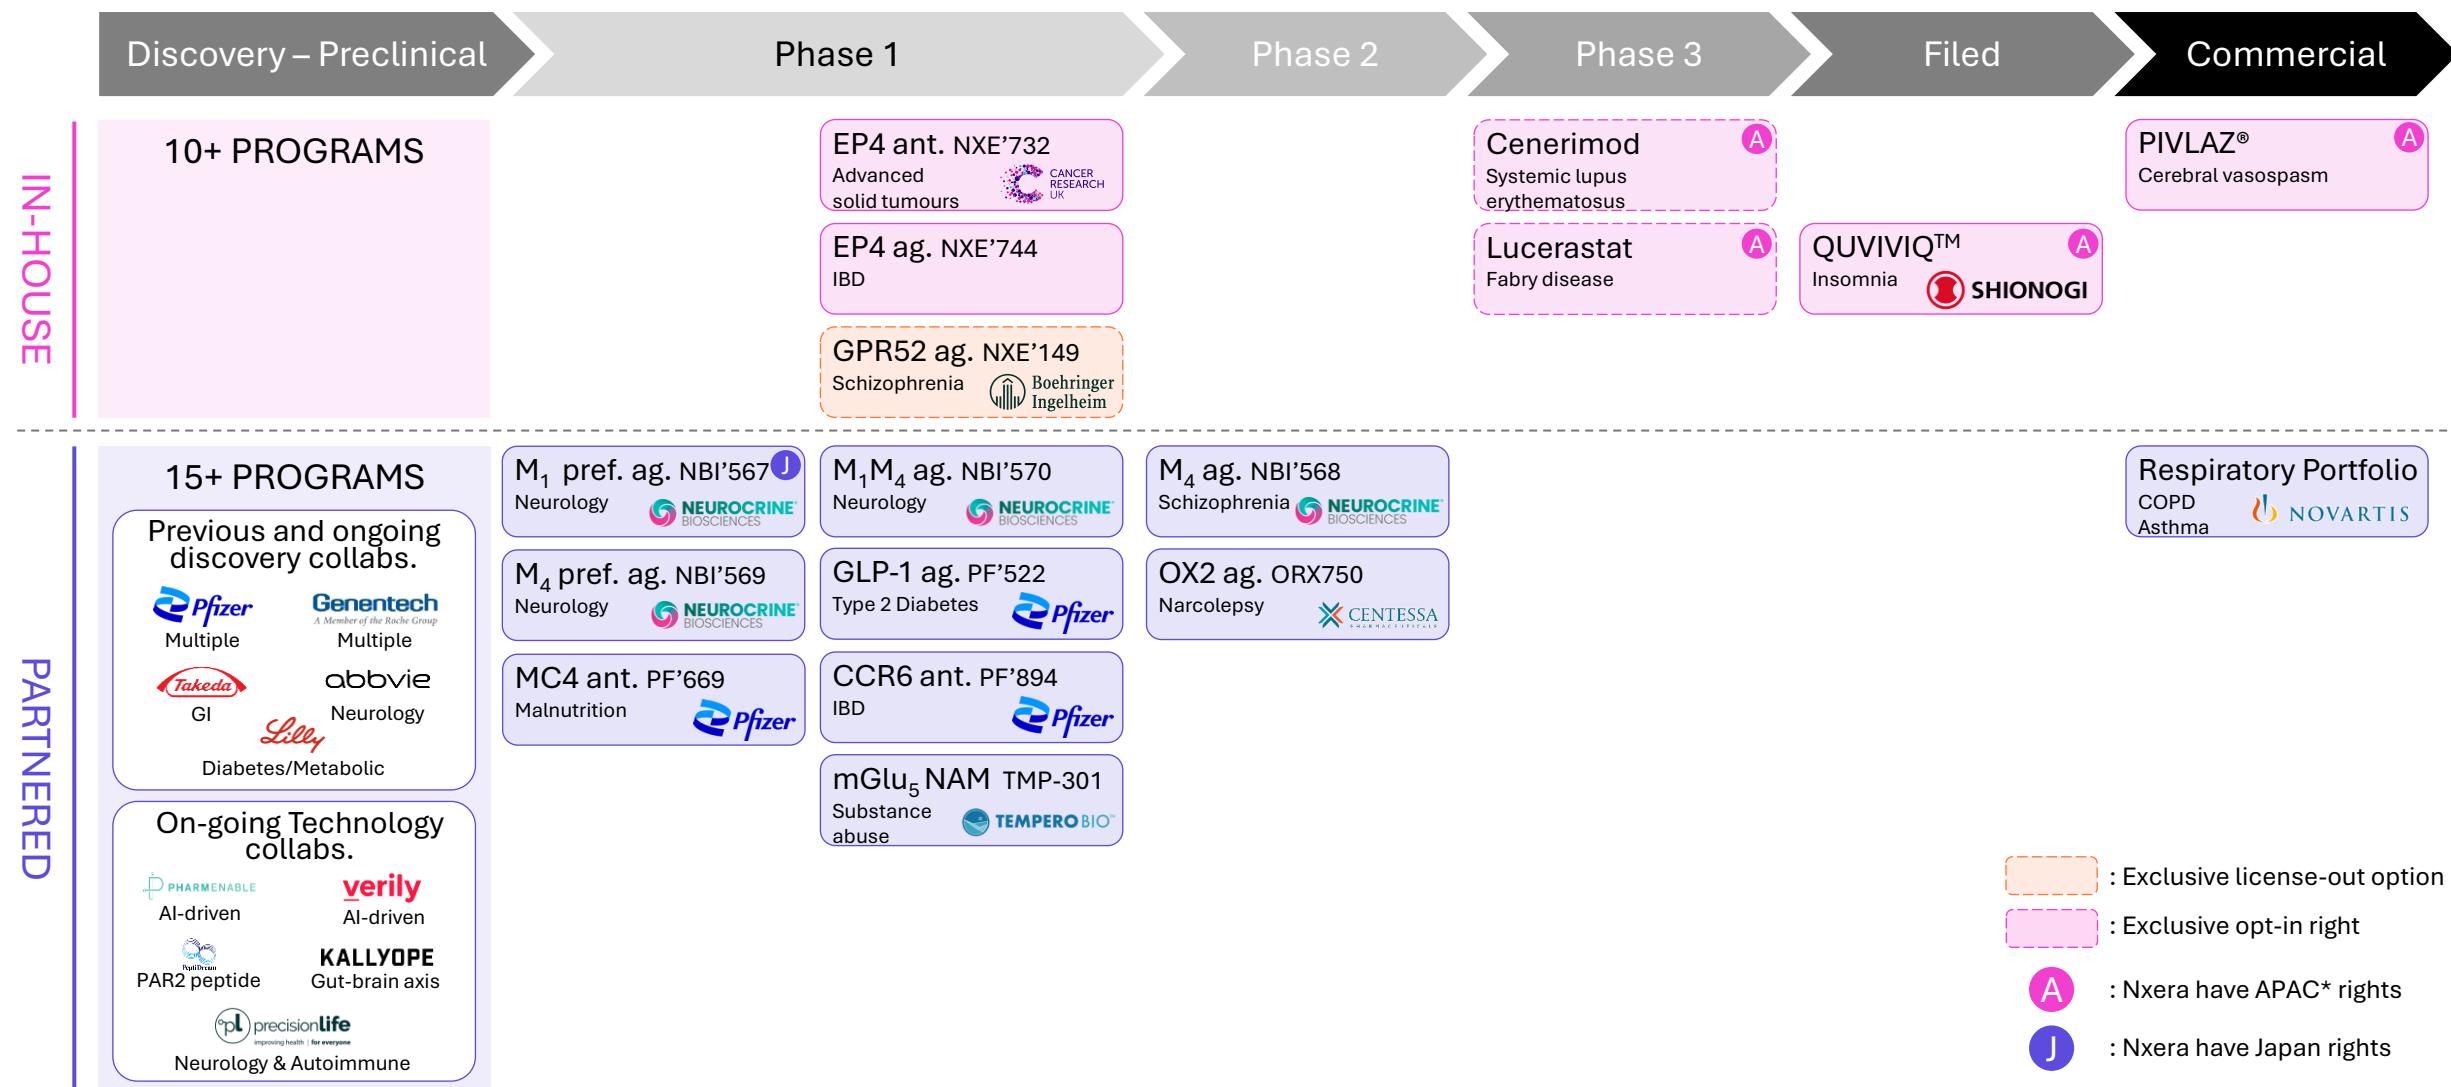 Discovery – Preclinical
Phase 1
Phase 2
Phase 3
Filed
Commercial
IN-HOUSE
10+ PROGRAMS
EP4 ant. NXE’732
Advanced
solid tumours
CANCER
RESEARCH
UK
EP4 ag. NXE’744
IBD
GPR52 ag. NXE’149
Schizophrenia
Boehringer
Ingelheim
Cenerimod
A
Systemic lupus
erythematosus
Lucerastat
A
Fabry disease
QUVIVIQ™
A
Insomnia
SHIONOGI
PIVLAZ®
A
Cerebral vasospasm
PARTNERED
15+ PROGRAMS
Previous and ongoing
discovery collabs.
Pfizer
Multiple
Genentech
A Member of the Roche Group
Multiple
Takeda
GI
abbvie
Neurology
Lilly
Diabetes/Metabolic
On-going Technology
collabs.
PHARMENABLE
AI-driven
verily
AI-driven
PeptiDream
PAR2 peptide
KALLYOPE
Gut-brain axis
pl precisionlife
improving health | for everyone
Neurology & Autoimmune
M₁ pref. ag. NBI’567
J
Neurology
NEUROCRINE
BIOSCIENCES
M₄ pref. ag. NBI’569
Neurology
NEUROCRINE
BIOSCIENCES
MC4 ant. PF’669
Malnutrition
Pfizer
M₁M₄ ag. NBI’570
Neurology
NEUROCRINE
BIOSCIENCES
GLP-1 ag. PF’522
Type 2 Diabetes
Pfizer
CCR6 ant. PF’894
IBD
Pfizer
mGlu₅ NAM TMP-301
Substance
abuse
TEMPERO BIO™
M₄ ag. NBI’568
Schizophrenia
NEUROCRINE
BIOSCIENCES
OX2 ag. ORX750
Narcolepsy
CENTESSA
PHARMACEUTICALS
Respiratory Portfolio
COPD
Asthma
NOVARTIS
: Exclusive license-out option
: Exclusive opt-in right
A : Nxera have APAC* rights
J : Nxera have Japan rights